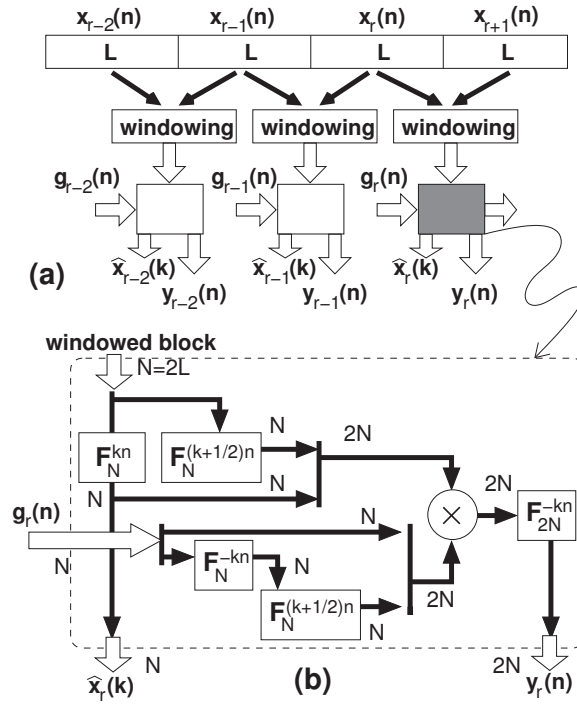 x_{r−2}(n) x_{r−1}(n) x_r(n) x_{r+1}(n)
L L L L
windowing windowing windowing
g_{r−2}(n) g_{r−1}(n) g_r(n)
x̂_{r−2}(k) x̂_{r−1}(k) x̂_r(k)
(a) y_{r−2}(n) y_{r−1}(n) y_r(n)
windowed block
N=2L
N 2N
F_N^{kn} F_N^{(k+1/2)n}
2N
N F_{2N}^{−kn}
g_r(n) × 2N
N
N F_N^{−kn} N
2N
F_N^{(k+1/2)n} N
N 2N
x̂_r(k) (b) y_r(n)